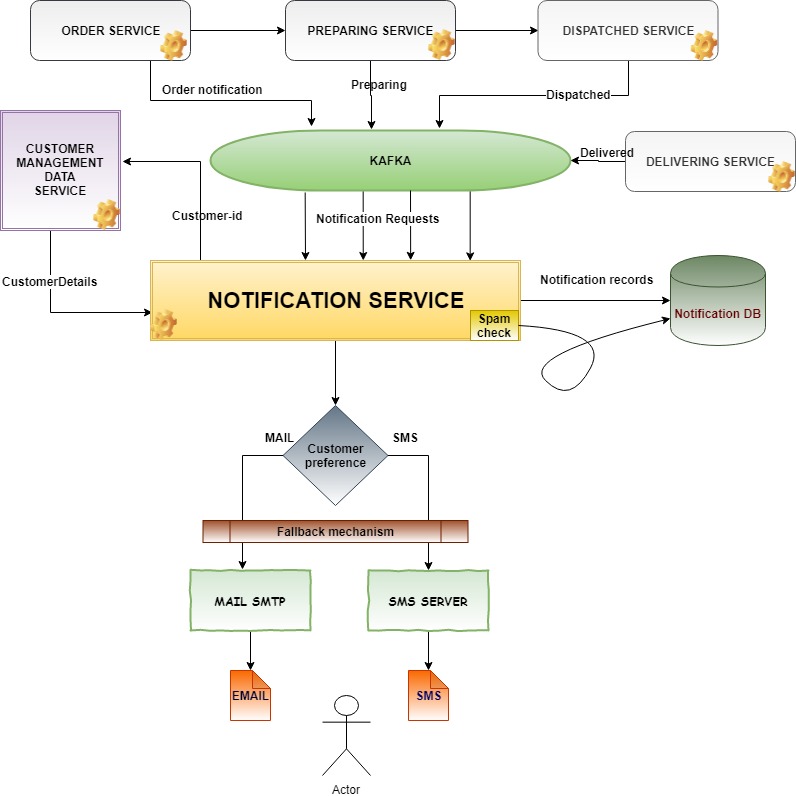 ORDER SERVICE
PREPARING SERVICE
DISPATCHED SERVICE
Order notification
Preparing
Dispatched
CUSTOMER
MANAGEMENT
DATA
SERVICE
KAFKA
Delivered
DELIVERING SERVICE
Customer-id
Notification Requests
CustomerDetails
NOTIFICATION SERVICE
Spam
check
Notification records
Notification DB
MAIL
SMS
Customer
preference
Fallback mechanism
MAIL SMTP
SMS SERVER
EMAIL
SMS
Actor